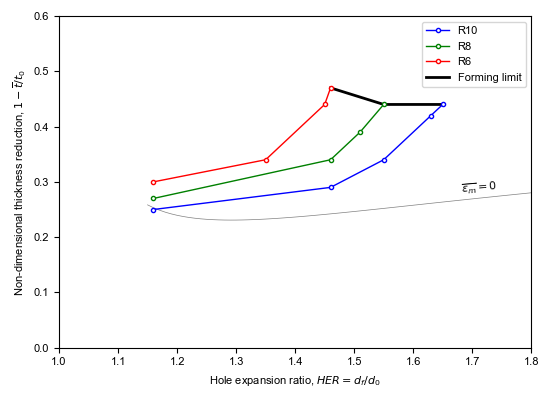 0.6
0.5
0.4
0.3
0.2
0.1
0.0
Non-dimensional thickness reduction, 1 − t̅/t₀
R10
R8
R6
Forming limit
ε̅ₘ̅ = 0
1.0 1.1 1.2 1.3 1.4 1.5 1.6 1.7 1.8
Hole expansion ratio, HER = d_f/d₀